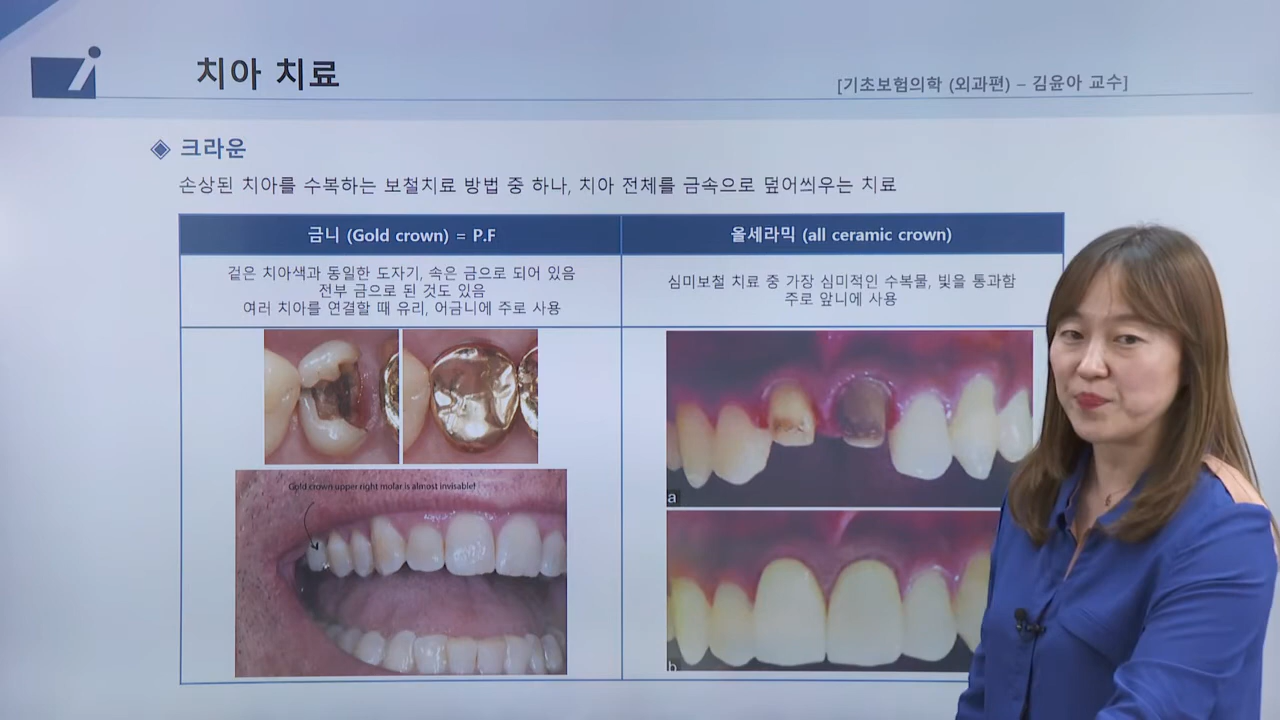 치아 치료
[기초보험의학 (외과편) – 김윤아 교수]
◈ 크라운
손상된 치아를 수복하는 보철치료 방법 중 하나, 치아 전체를 금속으로 덮어씌우는 치료
금니 (Gold crown) = P.F
올세라믹 (all ceramic crown)
겉은 치아색과 동일한 도자기, 속은 금으로 되어 있음
전부 금으로 된 것도 있음
여러 치아를 연결할 때 유리, 어금니에 주로 사용
심미보철 치료 중 가장 심미적인 수복물, 빛을 통과함
주로 앞니에 사용
Gold crown upper right molar is almost invisable!
a
b